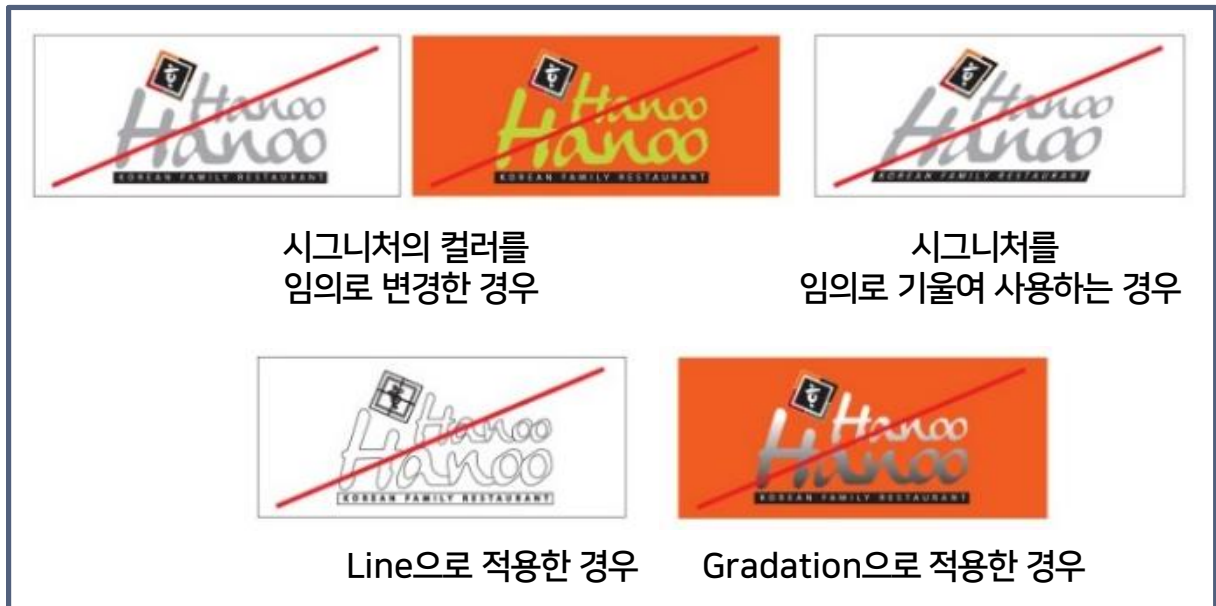 Hanoo
Hanoo
KOREAN FAMILY RESTAURANT
Hanoo
Hanoo
KOREAN FAMILY RESTAURANT
Hanoo
Hanoo
KOREAN FAMILY RESTAURANT
시그니처의 컬러를
임의로 변경한 경우
시그니처를
임의로 기울여 사용하는 경우
Hanoo
Hanoo
KOREAN FAMILY RESTAURANT
Hanoo
Hanoo
KOREAN FAMILY RESTAURANT
Line으로 적용한 경우
Gradation으로 적용한 경우